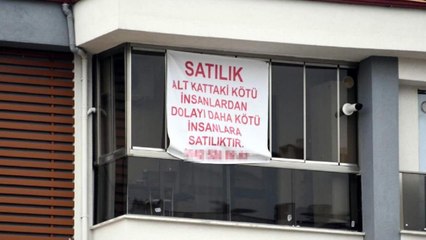 SATILIK
ALT KATTAKİ KÖTÜ
İNSANLARDAN
DOLAYI DAHA KÖTÜ
İNSANLARA
SATILIKTIR.